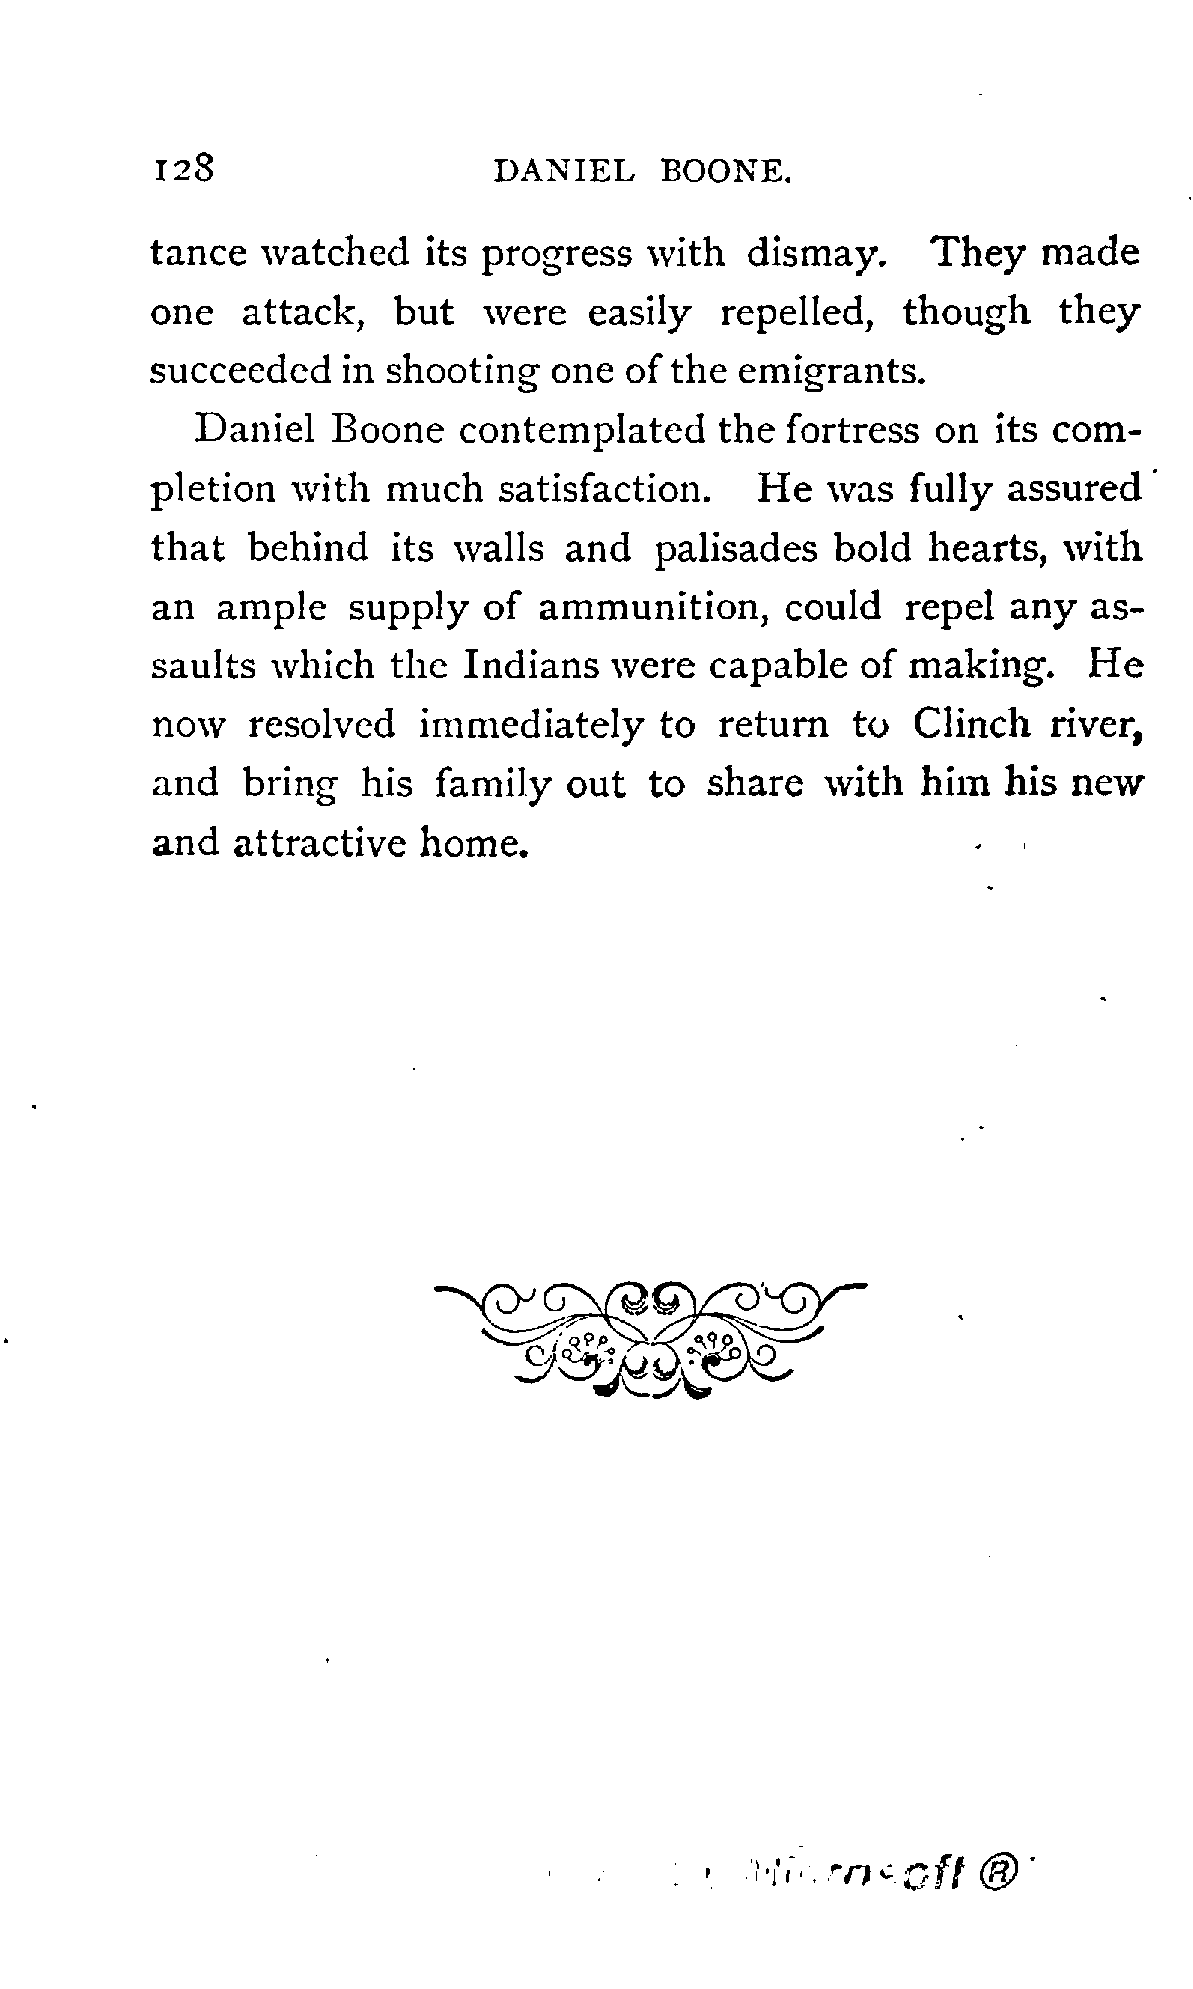 128 DANIEL BOONE.
tance watched its progress with dismay. They made
one attack, but were easily repelled, though they
succeeded in shooting one of the emigrants.
Daniel Boone contemplated the fortress on its com-
pletion with much satisfaction. He was fully assured
that behind its walls and palisades bold hearts, with
an ample supply of ammunition, could repel any as-
saults which the Indians were capable of making. He
now resolved immediately to return to Clinch river,
and bring his family out to share with him his new
and attractive home.
Microsoft ®